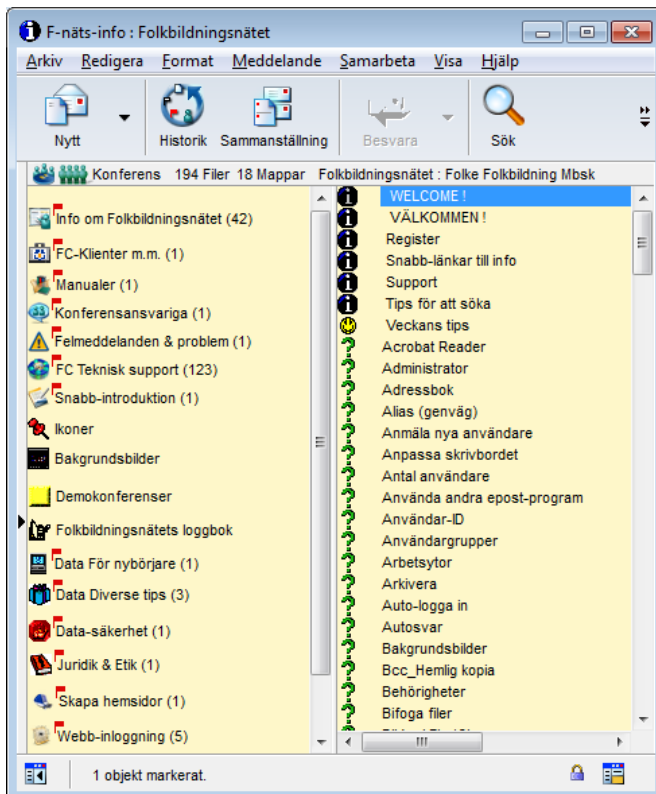 F-näts-info : Folkbildningsnätet
Arkiv Redigera Format Meddelande Samarbeta Visa Hjälp
Nytt Historik Sammanställning Besvara Sök
Konferens 194 Filer 18 Mappar Folkbildningsnätet : Folke Folkbildning Mbsk
Info om Folkbildningsnätet (42)
FC-Klienter m.m. (1)
Manualer (1)
Konferensansvariga (1)
Felmeddelanden & problem (1)
FC Teknisk support (123)
Snabb-introduktion (1)
Ikoner
Bakgrundsbilder
Demokonferenser
Folkbildningsnätets loggbok
Data För nybörjare (1)
Data Diverse tips (3)
Data-säkerhet (1)
Juridik & Etik (1)
Skapa hemsidor (1)
Webb-inloggning (5)
WELCOME !
VÄLKOMMEN !
Register
Snabb-länkar till info
Support
Tips för att söka
Veckans tips
Acrobat Reader
Administrator
Adressbok
Alias (genväg)
Anmäla nya användare
Anpassa skrivbordet
Antal användare
Använda andra epost-program
Användar-ID
Användargrupper
Arbetsytor
Arkivera
Auto-logga in
Autosvar
Bakgrundsbilder
Bcc_Hemlig kopia
Behörigheter
Bifoga filer
1 objekt markerat.